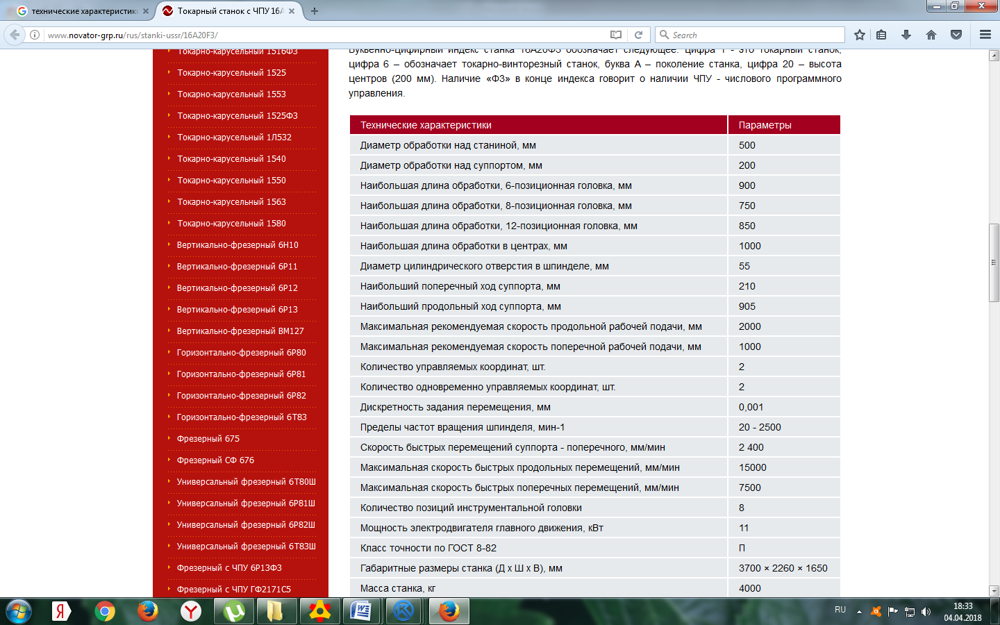 технические характеристики
Токарный станок с ЧПУ 16А
www.novator-grp.ru/rus/stanki-ussr/16A20F3/
Search
Токарно-карусельный 1516Ф3
Токарно-карусельный 1525
Токарно-карусельный 1553
Токарно-карусельный 1525Ф3
Токарно-карусельный 1Л532
Токарно-карусельный 1540
Токарно-карусельный 1550
Токарно-карусельный 1563
Токарно-карусельный 1580
Вертикально-фрезерный 6Н10
Вертикально-фрезерный 6Р11
Вертикально-фрезерный 6Р12
Вертикально-фрезерный 6Р13
Вертикально-фрезерный ВМ127
Горизонтально-фрезерный 6Р80
Горизонтально-фрезерный 6Р81
Горизонтально-фрезерный 6Р82
Горизонтально-фрезерный 6Т83
Фрезерный 675
Фрезерный СФ 676
Универсальный фрезерный 6Т80Ш
Универсальный фрезерный 6Р81Ш
Универсальный фрезерный 6Р82Ш
Универсальный фрезерный 6Т83Ш
Фрезерный с ЧПУ 6Р13Ф3
Фрезерный с ЧПУ ГФ2171С5
Буквенно-цифирный индекс станка 16А20Ф3 обозначает следующее: цифра 1 - это токарный станок,
цифра 6 – обозначает токарно-винторезный станок, буква А – поколение станка, цифра 20 – высота
центров (200 мм). Наличие «Ф3» в конце индекса говорит о наличии ЧПУ - числового программного
управления.
Технические характеристики Параметры
Диаметр обработки над станиной, мм 500
Диаметр обработки над суппортом, мм 200
Наибольшая длина обработки, 6-позиционная головка, мм 900
Наибольшая длина обработки, 8-позиционная головка, мм 750
Наибольшая длина обработки, 12-позиционная головка, мм 850
Наибольшая длина обработки в центрах, мм 1000
Диаметр цилиндрического отверстия в шпинделе, мм 55
Наибольший поперечный ход суппорта, мм 210
Наибольший продольный ход суппорта, мм 905
Максимальная рекомендуемая скорость продольной рабочей подачи, мм 2000
Максимальная рекомендуемая скорость поперечной рабочей подачи, мм 1000
Количество управляемых координат, шт. 2
Количество одновременно управляемых координат, шт. 2
Дискретность задания перемещения, мм 0,001
Пределы частот вращения шпинделя, мин-1 20 - 2500
Скорость быстрых перемещений суппорта - поперечного, мм/мин 2 400
Максимальная скорость быстрых продольных перемещений, мм/мин 15000
Максимальная скорость быстрых поперечных перемещений, мм/мин 7500
Количество позиций инструментальной головки 8
Мощность электродвигателя главного движения, кВт 11
Класс точности по ГОСТ 8-82 П
Габаритные размеры станка (Д х Ш х В), мм 3700 × 2260 × 1650
Масса станка, кг 4000
RU
18:33
04.04.2018